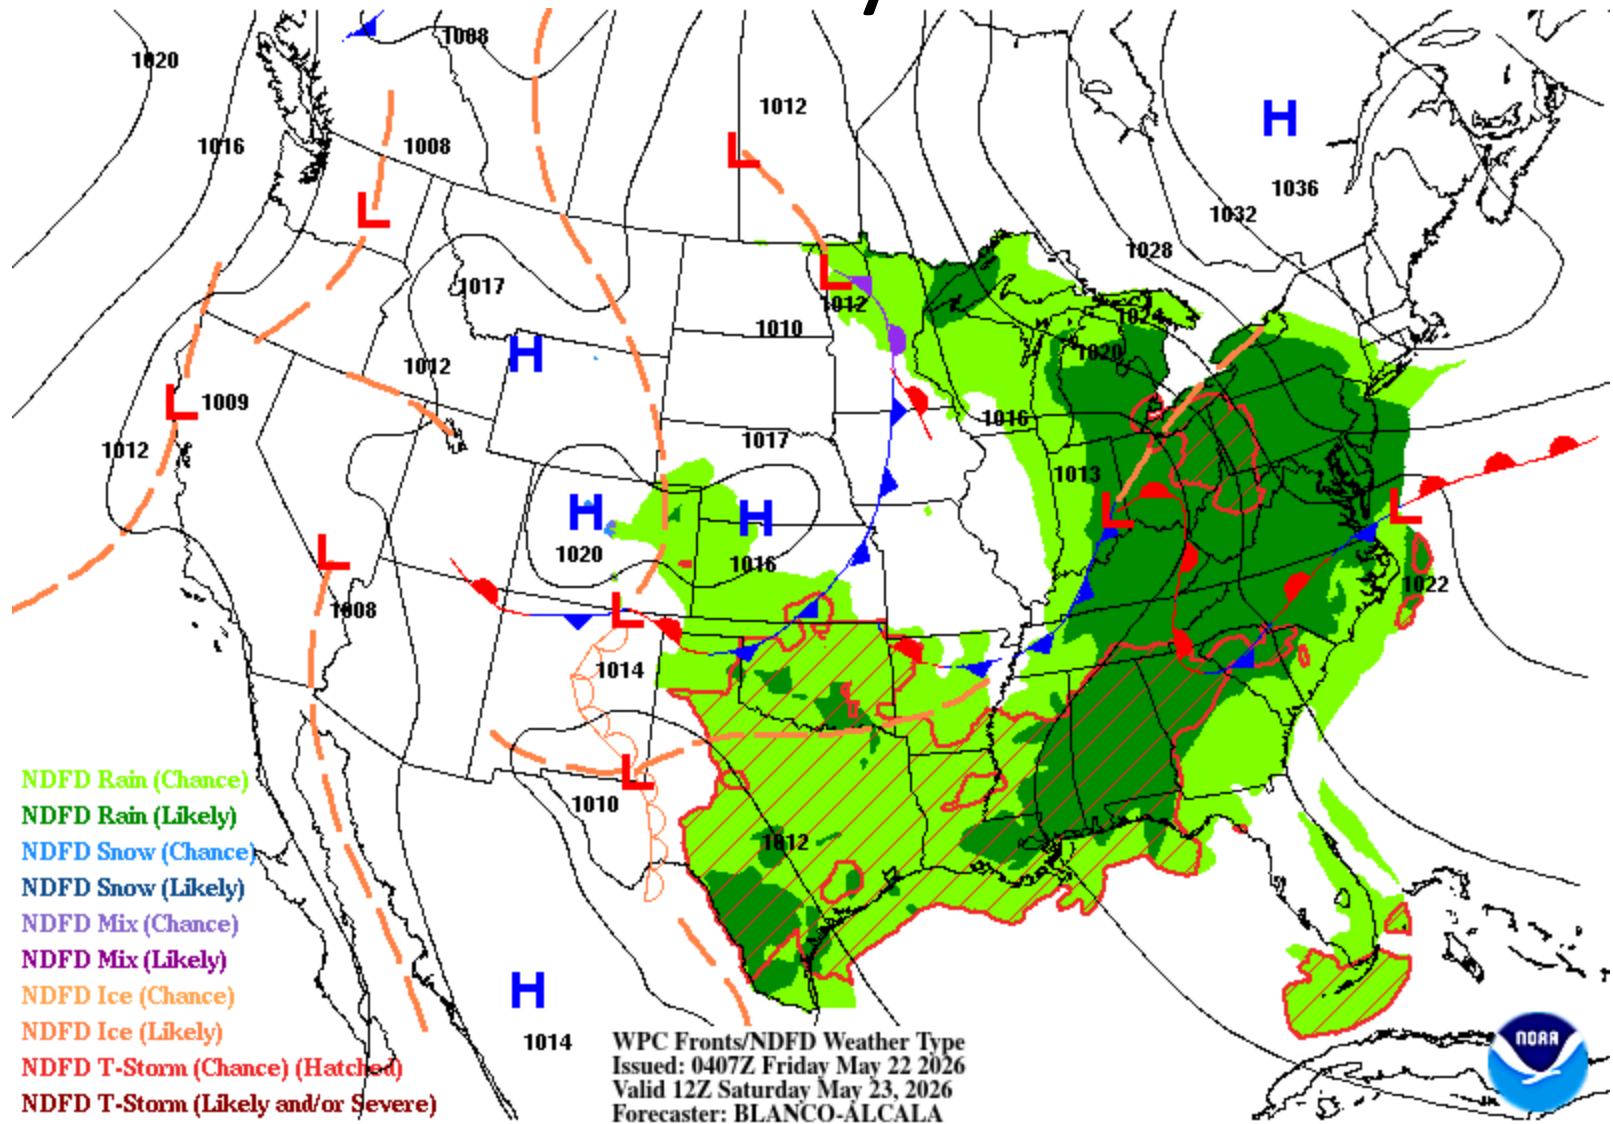 1008
1020
1012
H
L
1016
1008
1036
L
1032
1028
L
1017
1012
1024
1010
H
1020
1012
L
1009
1016
1017
1012
1013
H
H
L
L
1020
1016
L
1022
1008
L
1014
L
NDFD Rain (Chance)
1010
NDFD Rain (Likely)
1012
NDFD Snow (Chance)
NDFD Snow (Likely)
NDFD Mix (Chance)
NDFD Mix (Likely)
NDFD Ice (Chance)
H
NDFD Ice (Likely)
1014
WPC Fronts/NDFD Weather Type
NOAA
Issued: 0407Z Friday May 22 2026
NDFD T-Storm (Chance) (Hatched)
Valid 12Z Saturday May 23, 2026
NDFD T-Storm (Likely and/or Severe)
Forecaster: BLANCO-ALCALA